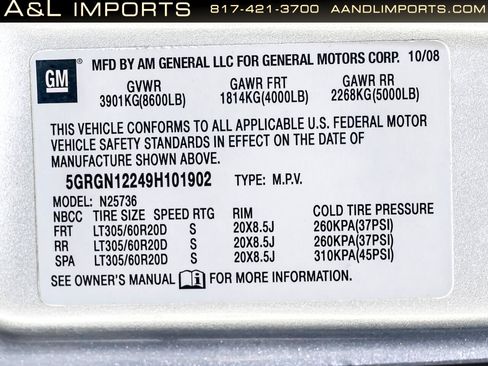 A&L IMPORTS 817-421-3700 AANDLIMPORTS.COM
GM
MFD BY AM GENERAL LLC FOR GENERAL MOTORS CORP. 10/08
GVWR GAWR FRT GAWR RR
3901KG(8600LB) 1814KG(4000LB) 2268KG(5000LB)
THIS VEHICLE CONFORMS TO ALL APPLICABLE U.S. FEDERAL MOTOR
VEHICLE SAFETY STANDARDS IN EFFECT ON THE DATE OF
MANUFACTURE SHOWN ABOVE.
5GRGN12249H101902 TYPE: M.P.V.
MODEL: N25736
NBCC TIRE SIZE SPEED RTG RIM COLD TIRE PRESSURE
FRT LT305/60R20D S 20X8.5J 260KPA(37PSI)
RR LT305/60R20D S 20X8.5J 260KPA(37PSI)
SPA LT305/60R20D S 20X8.5J 310KPA(45PSI)
SEE OWNER'S MANUAL FOR MORE INFORMATION.